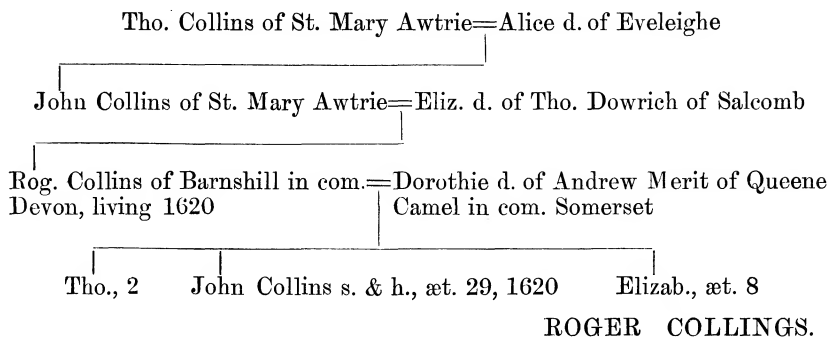 Tho. Collins of St. Mary Awtrie=Alice d. of Eveleighe
John Collins of St. Mary Awtrie=Eliz. d. of Tho. Dowrich of Salcomb
Rog. Collins of Barnshill in com.=Dorothie d. of Andrew Merit of Queene
Devon, living 1620 Camel in com. Somerset
Tho., 2 John Collins s. & h., æt. 29, 1620 Elizab., æt. 8
ROGER COLLINGS.